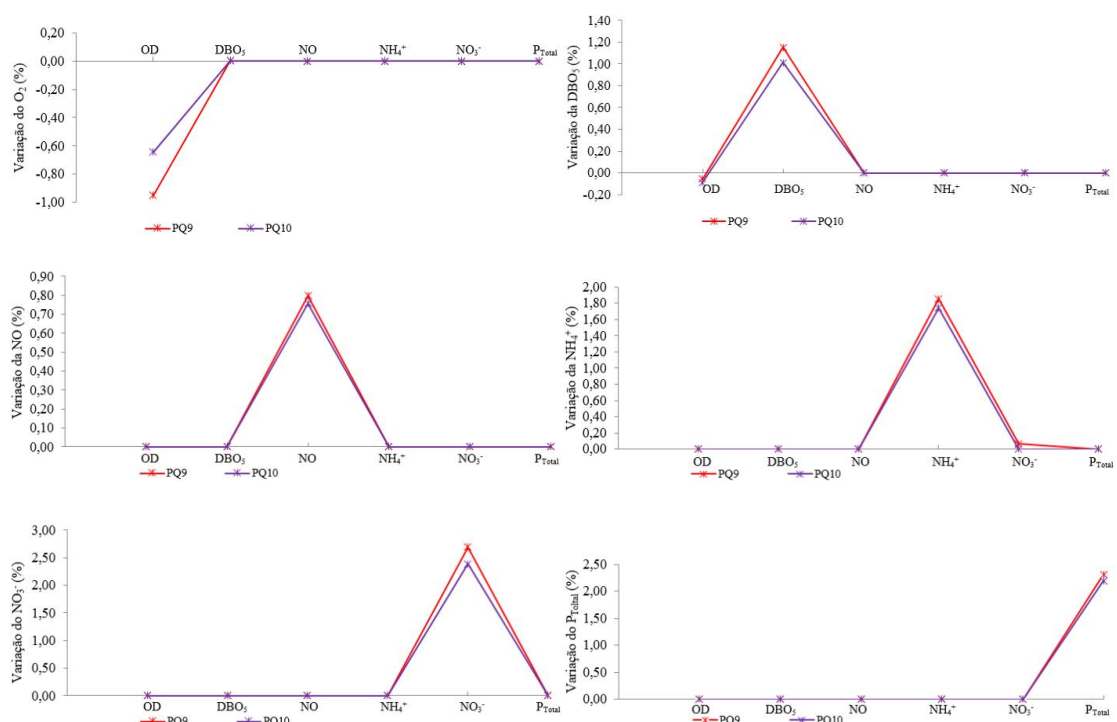 Variação do O₂ (%)
0,20
0,00
-0,20
-0,40
-0,60
-0,80
-1,00
OD DBO₅ NO NH₄⁺ NO₃⁻ P_Total
PQ9 PQ10
Variação da DBO₅ (%)
1,40
1,20
1,00
0,80
0,60
0,40
0,20
0,00
-0,20
OD DBO₅ NO NH₄⁺ NO₃⁻ P_Total
PQ9 PQ10
Variação da NO (%)
0,90
0,80
0,70
0,60
0,50
0,40
0,30
0,20
0,10
0,00
OD DBO₅ NO NH₄⁺ NO₃⁻ P_Total
PQ9 PQ10
Variação da NH₄⁺ (%)
2,00
1,80
1,60
1,40
1,20
1,00
0,80
0,60
0,40
0,20
0,00
OD DBO₅ NO NH₄⁺ NO₃⁻ P_Total
PQ9 PQ10
Variação do NO₃⁻ (%)
3,00
2,50
2,00
1,50
1,00
0,50
0,00
OD DBO₅ NO NH₄⁺ NO₃⁻ P_Total
PQ9 PQ10
Variação do P_Toltal (%)
2,50
2,00
1,50
1,00
0,50
0,00
OD DBO₅ NO NH₄⁺ NO₃⁻ P_Total
PQ9 PQ10